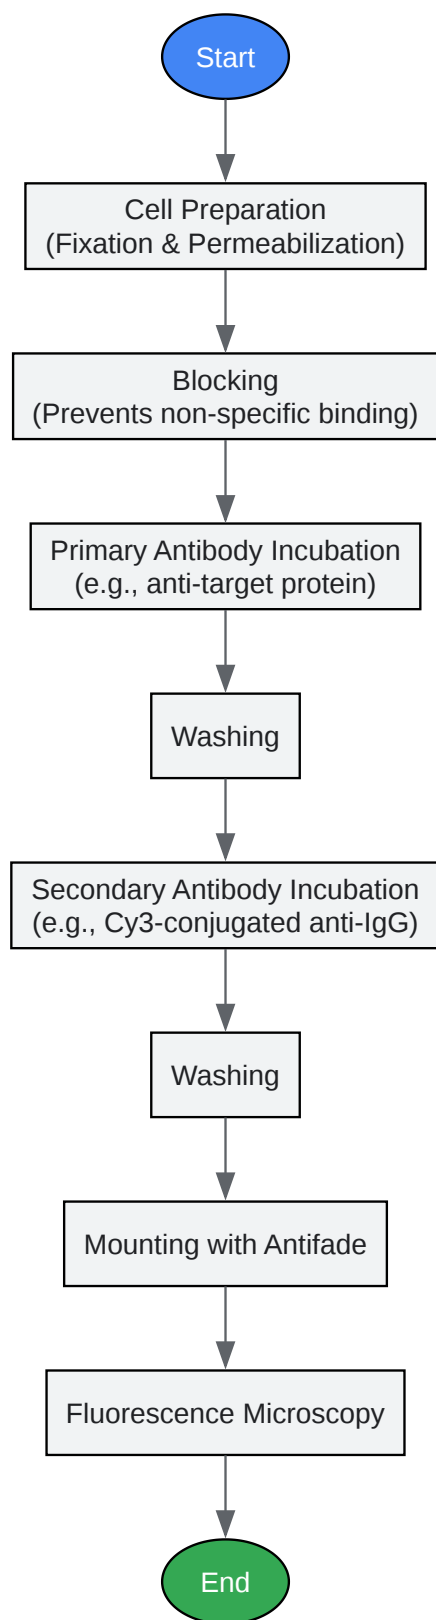 Start
Cell Preparation
(Fixation & Permeabilization)
Blocking
(Prevents non-specific binding)
Primary Antibody Incubation
(e.g., anti-target protein)
Washing
Secondary Antibody Incubation
(e.g., Cy3-conjugated anti-IgG)
Washing
Mounting with Antifade
Fluorescence Microscopy
End